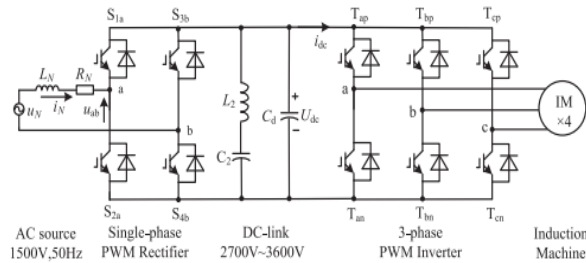 S1a
S3b
Tap
Tbp
Tcp
idc
LN
RN
iN
a
uN
uab
b
L2
C2
Cd
+
Udc
−
a
b
c
IM
×4
S2a
S4b
Tan
Tbn
Tcn
AC source
1500V,50Hz
Single-phase
PWM Rectifier
DC-link
2700V~3600V
3-phase
PWM Inverter
Induction
Machine